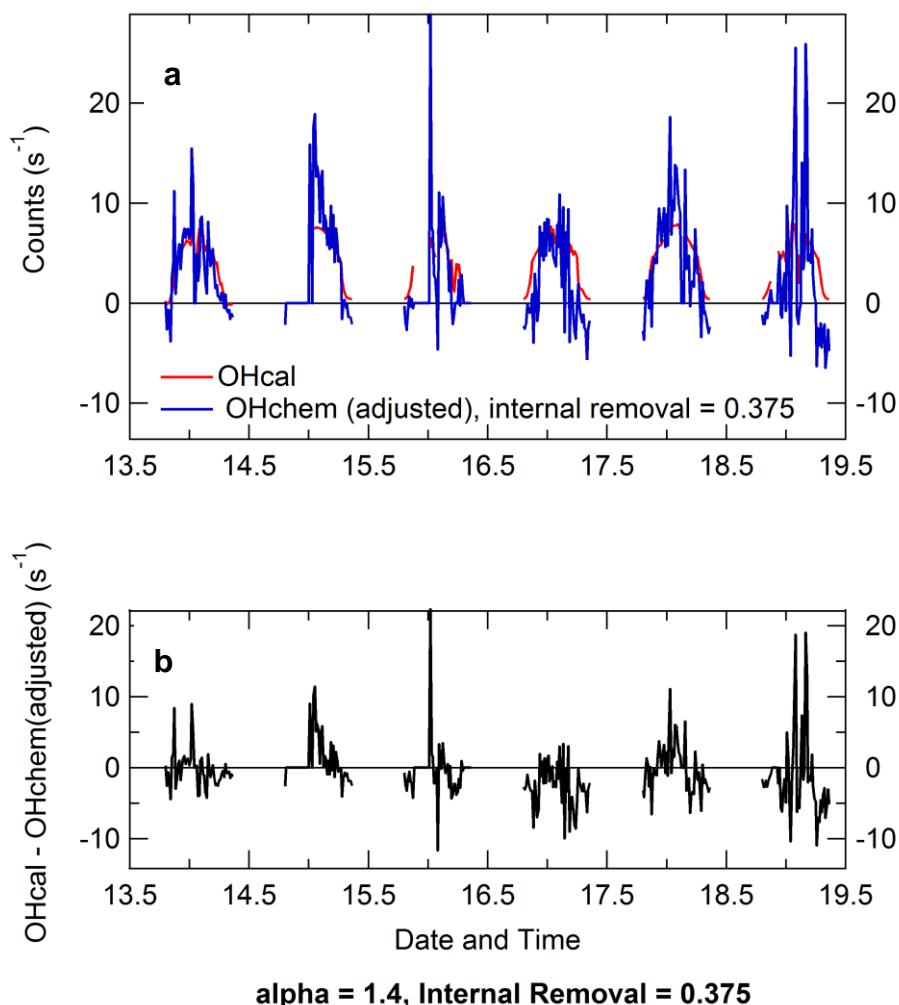 a
20
20
10
10
0
0
-10
-10
Counts (s-1)
OHcal
OHchem (adjusted), internal removal = 0.375
13.5 14.5 15.5 16.5 17.5 18.5 19.5
b
20
20
10
10
0
0
-10
-10
OHcal - OHchem(adjusted) (s-1)
13.5 14.5 15.5 16.5 17.5 18.5 19.5
Date and Time
alpha = 1.4, Internal Removal = 0.375